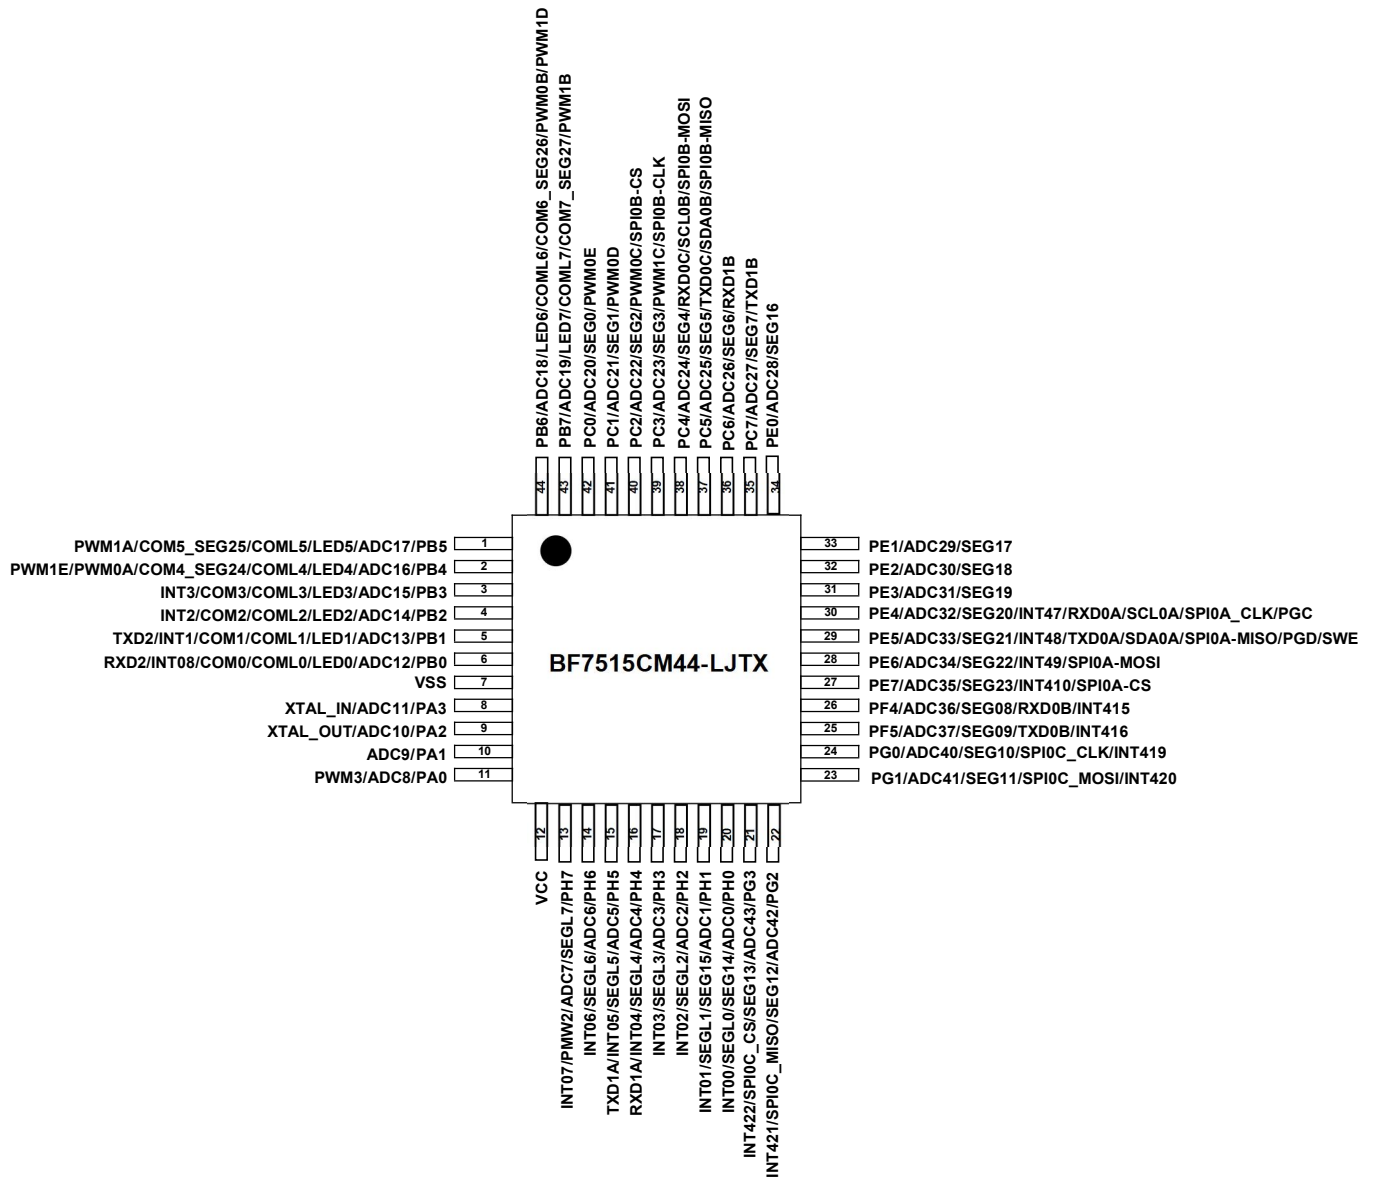 PB6/ADC18/LED6/COML6/COM6_SEG26/PWM0B/PWM1D
PB7/ADC19/LED7/COML7/COM7_SEG27/PWM1B
PC0/ADC20/SEG0/PWM0E
PC1/ADC21/SEG1/PWM0D
PC2/ADC22/SEG2/PWM0C/SPI0B-CS
PC3/ADC23/SEG3/PWM1C/SPI0B-CLK
PC4/ADC24/SEG4/RXD0C/SCL0B/SPI0B-MOSI
PC5/ADC25/SEG5/TXD0C/SDA0B/SPI0B-MISO
PC6/ADC26/SEG6/RXD1B
PC7/ADC27/SEG7/TXD1B
PE0/ADC28/SEG16
44 43 42 41 40 39 38 37 36 35 34
PWM1A/COM5_SEG25/COML5/LED5/ADC17/PB5 1
PWM1E/PWM0A/COM4_SEG24/COML4/LED4/ADC16/PB4 2
INT3/COM3/COML3/LED3/ADC15/PB3 3
INT2/COM2/COML2/LED2/ADC14/PB2 4
TXD2/INT1/COM1/COML1/LED1/ADC13/PB1 5
RXD2/INT08/COM0/COML0/LED0/ADC12/PB0 6
VSS 7
XTAL_IN/ADC11/PA3 8
XTAL_OUT/ADC10/PA2 9
ADC9/PA1 10
PWM3/ADC8/PA0 11
BF7515CM44-LJTX
33 PE1/ADC29/SEG17
32 PE2/ADC30/SEG18
31 PE3/ADC31/SEG19
30 PE4/ADC32/SEG20/INT47/RXD0A/SCL0A/SPI0A_CLK/PGC
29 PE5/ADC33/SEG21/INT48/TXD0A/SDA0A/SPI0A-MISO/PGD/SWE
28 PE6/ADC34/SEG22/INT49/SPI0A-MOSI
27 PE7/ADC35/SEG23/INT410/SPI0A-CS
26 PF4/ADC36/SEG08/RXD0B/INT415
25 PF5/ADC37/SEG09/TXD0B/INT416
24 PG0/ADC40/SEG10/SPI0C_CLK/INT419
23 PG1/ADC41/SEG11/SPI0C_MOSI/INT420
12 13 14 15 16 17 18 19 20 21 22
VCC
INT07/PMW2/ADC7/SEGL7/PH7
INT06/SEGL6/ADC6/PH6
TXD1A/INT05/SEGL5/ADC5/PH5
RXD1A/INT04/SEGL4/ADC4/PH4
INT03/SEGL3/ADC3/PH3
INT02/SEGL2/ADC2/PH2
INT01/SEGL1/SEG15/ADC1/PH1
INT00/SEGL0/SEG14/ADC0/PH0
INT422/SPI0C_CS/SEG13/ADC43/PG3
INT421/SPI0C_MISO/SEG12/ADC42/PG2